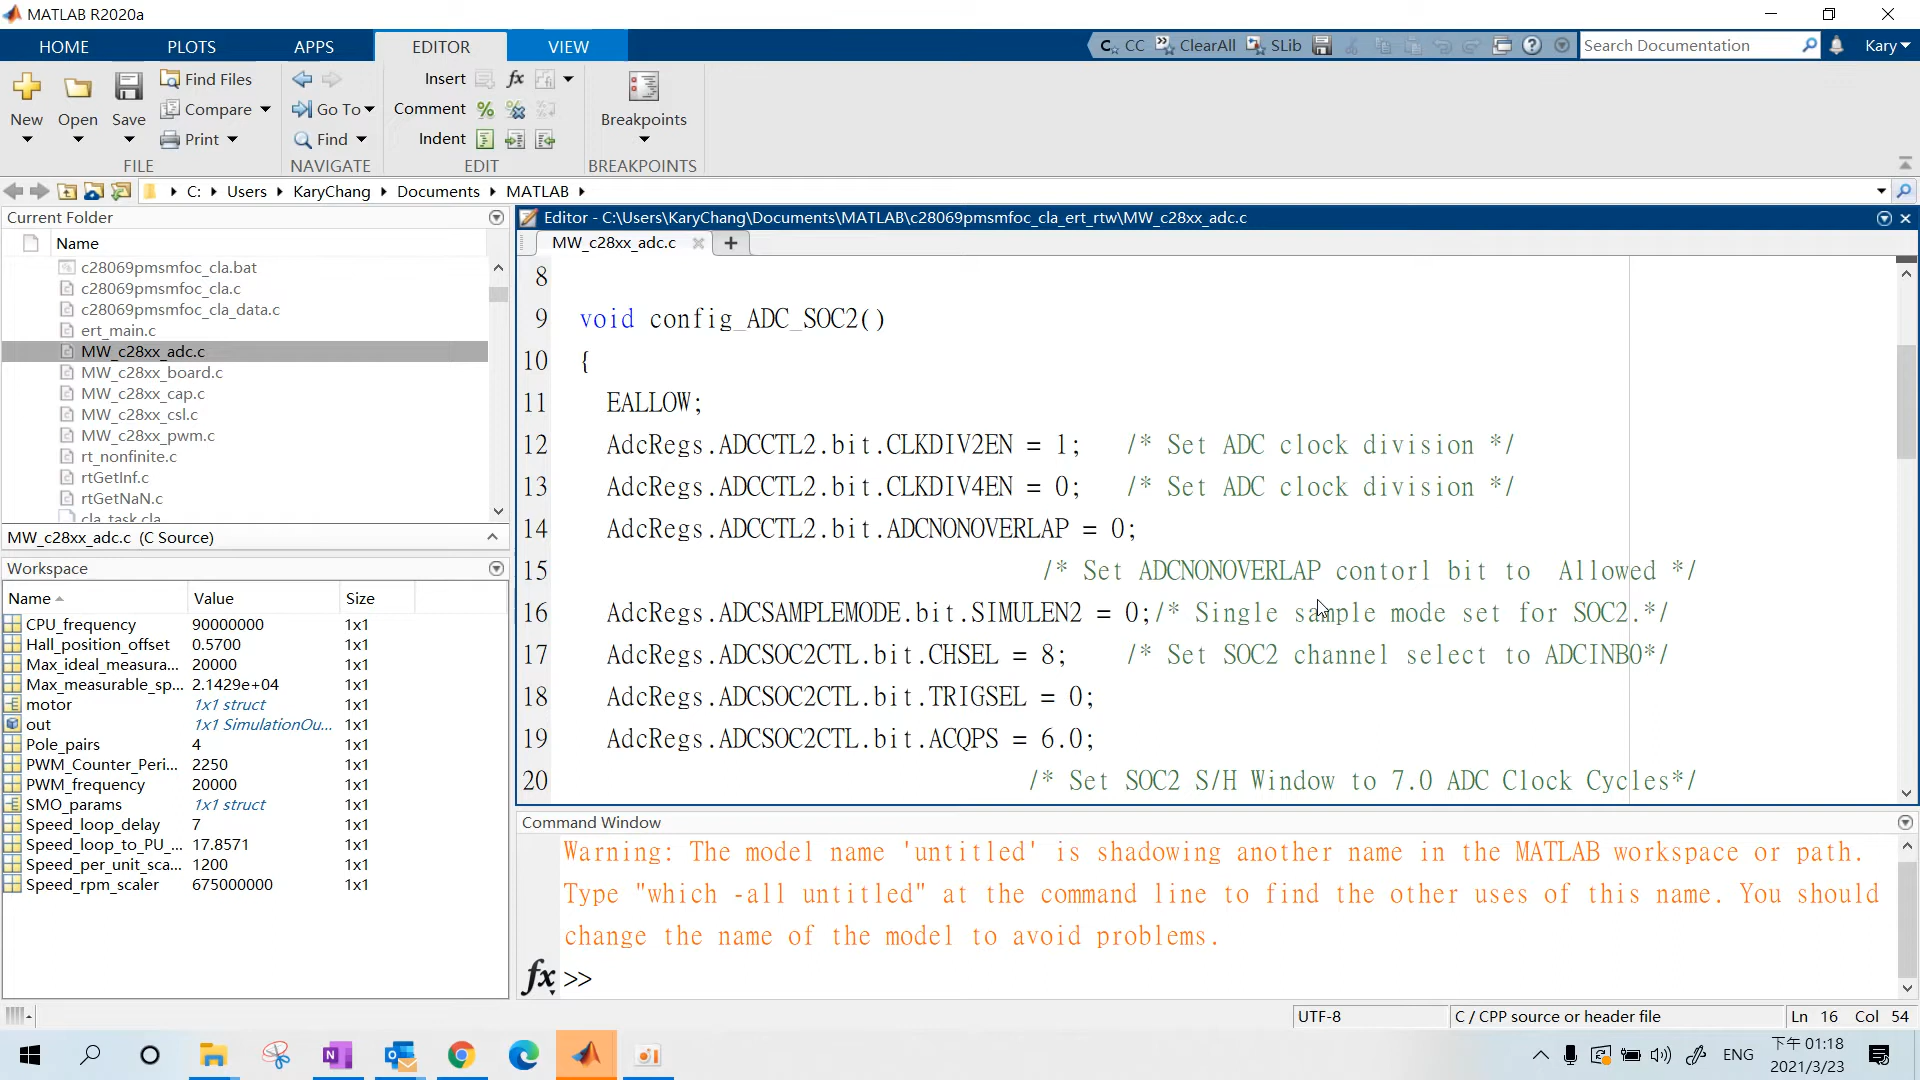 MATLAB R2020a
HOME PLOTS APPS EDITOR VIEW
CC ClearAll SLib Search Documentation Kary
New Open Save
Find Files
Compare
Print
FILE
Go To
Find
NAVIGATE
Insert fx
Comment
Indent
EDIT
Breakpoints
BREAKPOINTS
C: Users KaryChang Documents MATLAB
Current Folder
Name
c28069pmsmfoc_cla.bat
c28069pmsmfoc_cla.c
c28069pmsmfoc_cla_data.c
ert_main.c
MW_c28xx_adc.c
MW_c28xx_board.c
MW_c28xx_cap.c
MW_c28xx_csl.c
MW_c28xx_pwm.c
rt_nonfinite.c
rtGetInf.c
rtGetNaN.c
cla_task.cla
MW_c28xx_adc.c (C Source)
Workspace
Name Value Size
CPU_frequency 90000000 1x1
Hall_position_offset 0.5700 1x1
Max_ideal_measura... 20000 1x1
Max_measurable_sp... 2.1429e+04 1x1
motor 1x1 struct 1x1
out 1x1 SimulationOu... 1x1
Pole_pairs 4 1x1
PWM_Counter_Peri... 2250 1x1
PWM_frequency 20000 1x1
SMO_params 1x1 struct 1x1
Speed_loop_delay 7 1x1
Speed_loop_to_PU_... 17.8571 1x1
Speed_per_unit_sca... 1200 1x1
Speed_rpm_scaler 675000000 1x1
Editor - C:\Users\KaryChang\Documents\MATLAB\c28069pmsmfoc_cla_ert_rtw\MW_c28xx_adc.c
MW_c28xx_adc.c
8
9 void config_ADC_SOC2()
10 {
11 EALLOW;
12 AdcRegs.ADCCTL2.bit.CLKDIV2EN = 1; /* Set ADC clock division */
13 AdcRegs.ADCCTL2.bit.CLKDIV4EN = 0; /* Set ADC clock division */
14 AdcRegs.ADCCTL2.bit.ADCNONOVERLAP = 0;
15 /* Set ADCNONOVERLAP contorl bit to  Allowed */
16 AdcRegs.ADCSAMPLEMODE.bit.SIMULEN2 = 0;/* Single sample mode set for SOC2.*/
17 AdcRegs.ADCSOC2CTL.bit.CHSEL = 8; /* Set SOC2 channel select to ADCINB0*/
18 AdcRegs.ADCSOC2CTL.bit.TRIGSEL = 0;
19 AdcRegs.ADCSOC2CTL.bit.ACQPS = 6.0;
20 /* Set SOC2 S/H Window to 7.0 ADC Clock Cycles*/
Command Window
Warning: The model name 'untitled' is shadowing another name in the MATLAB workspace or path.
Type "which -all untitled" at the command line to find the other uses of this name. You should
change the name of the model to avoid problems.
fx >>
UTF-8 C / CPP source or header file Ln 16 Col 54
ENG 下午 01:18
2021/3/23